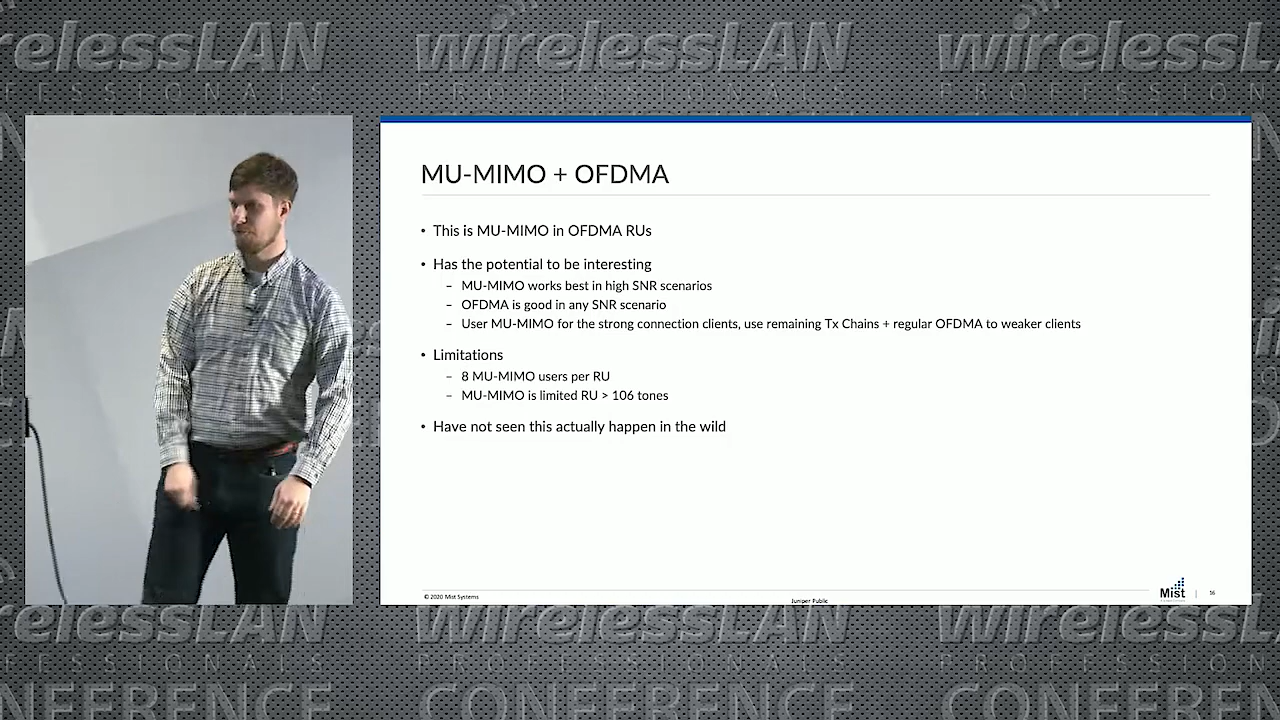 wirelessLAN
PROFESSIONALS
MU-MIMO + OFDMA
• This is MU-MIMO in OFDMA RUs
• Has the potential to be interesting
– MU-MIMO works best in high SNR scenarios
– OFDMA is good in any SNR scenario
– User MU-MIMO for the strong connection clients, use remaining Tx Chains + regular OFDMA to weaker clients
• Limitations
– 8 MU-MIMO users per RU
– MU-MIMO is limited RU > 106 tones
• Have not seen this actually happen in the wild
© 2020 Mist Systems
Juniper Public
Mist
16
wirelessLAN
PROFESSIONALS
CONFERENCE